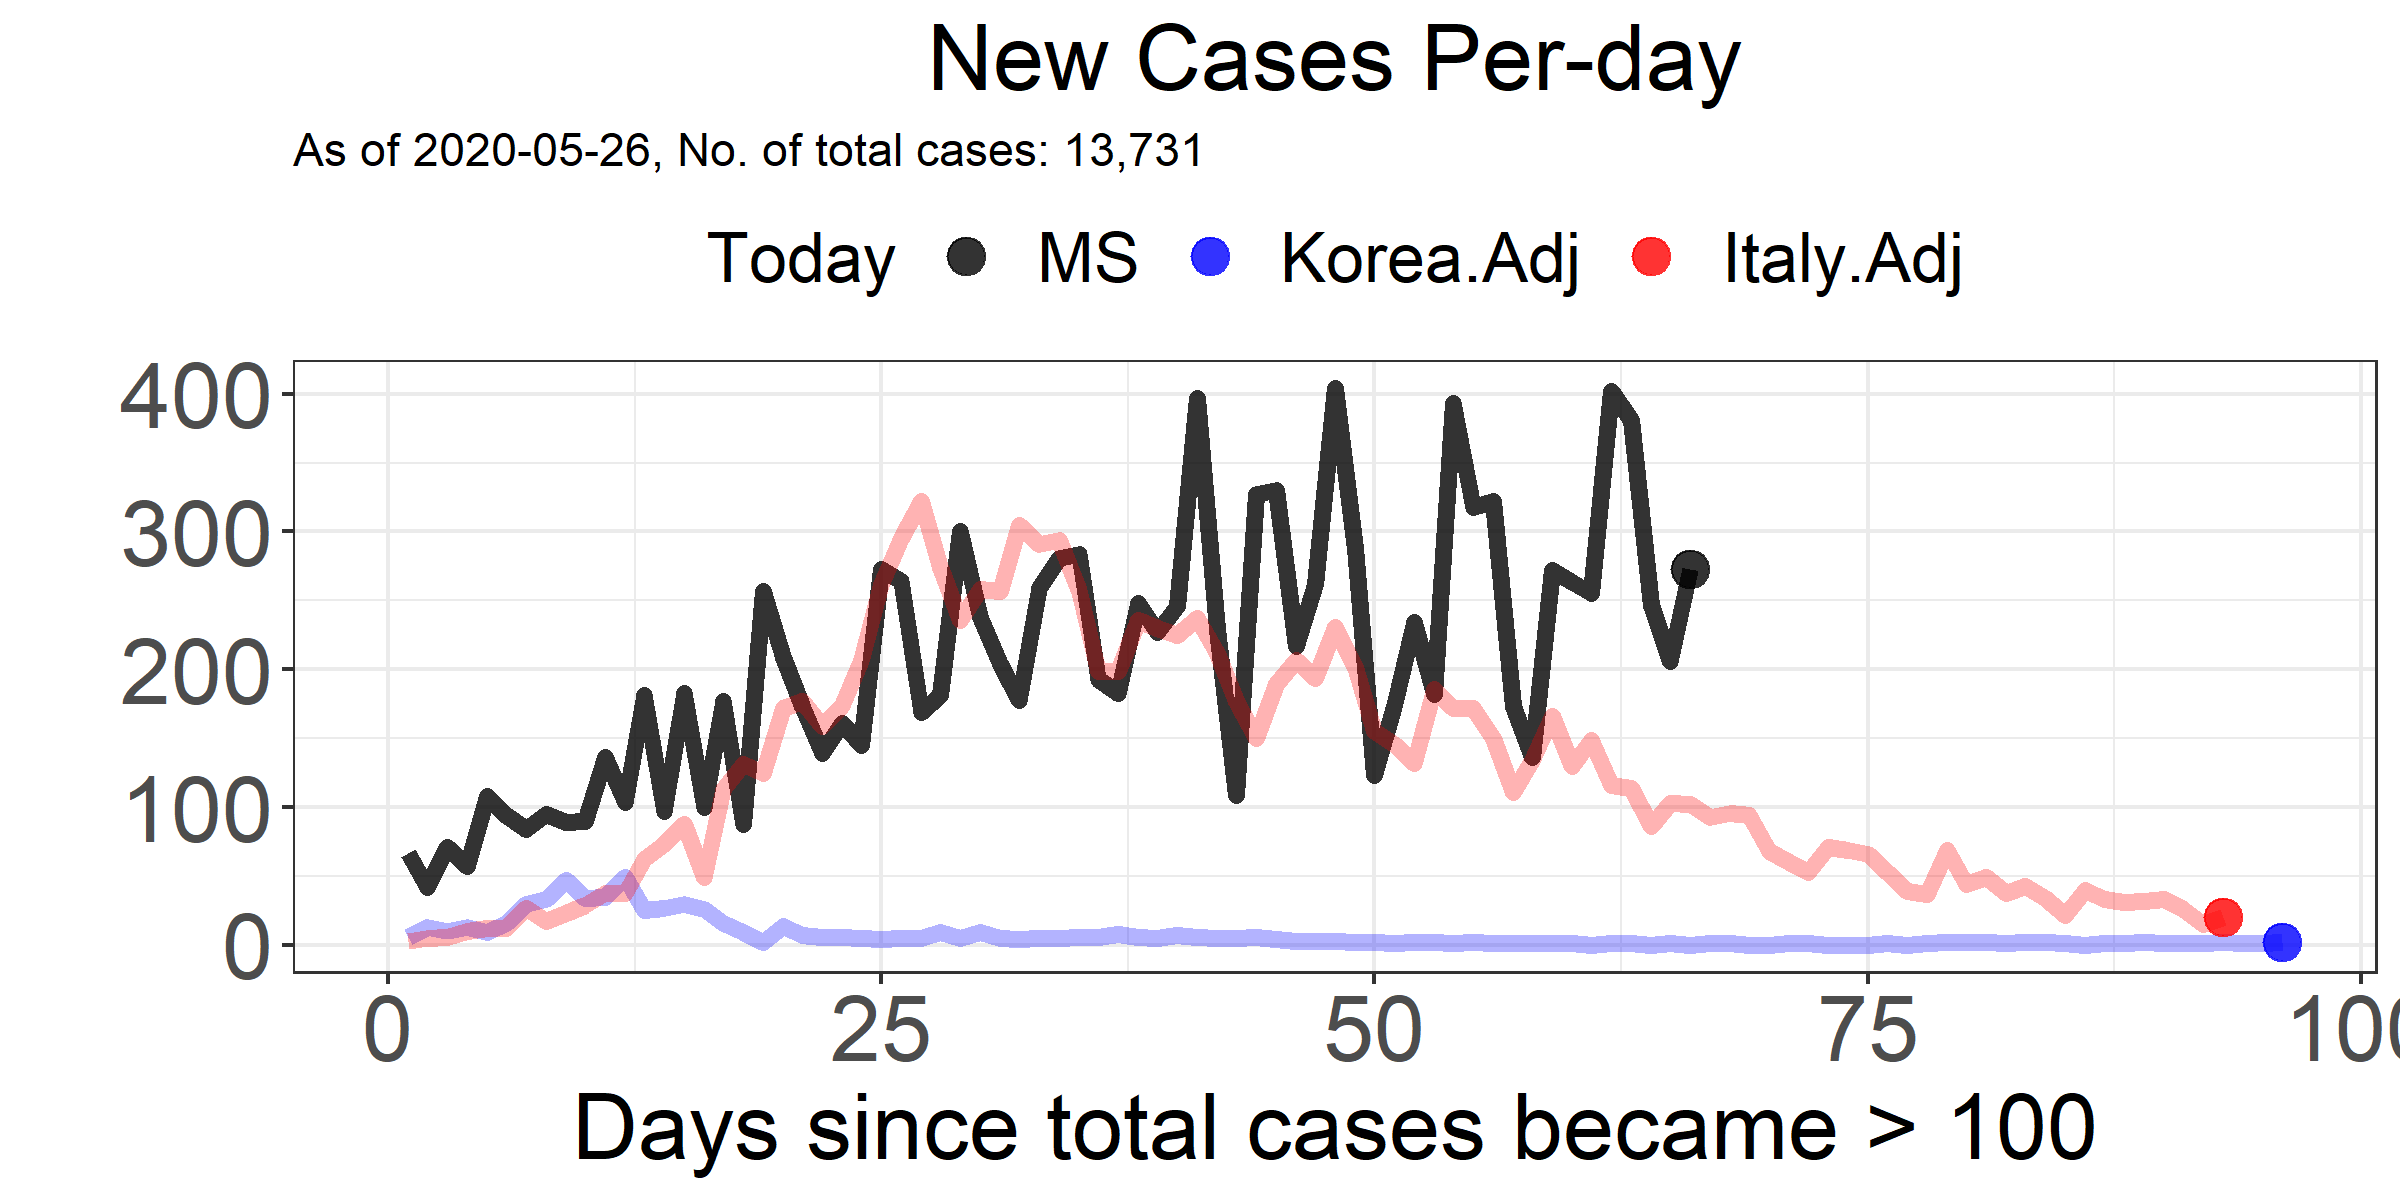 New Cases Per-day
As of 2020-05-26, No. of total cases: 13,731
Today MS Korea.Adj Italy.Adj
400
300
200
100
0
0 25 50 75 100
Days since total cases became > 100